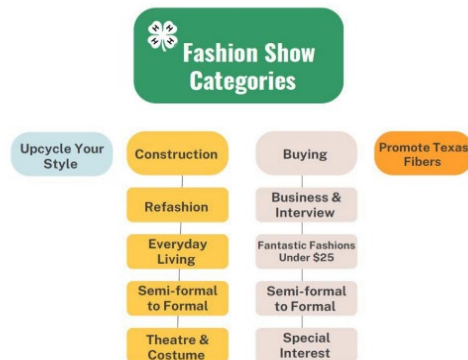 H H
H H
Fashion Show
Categories
Upcycle Your
Style
Construction
Buying
Promote Texas
Fibers
Refashion
Business &
Interview
Everyday
Living
Fantastic Fashions
Under $25
Semi-formal
to Formal
Semi-formal
to Formal
Theatre &
Costume
Special
Interest